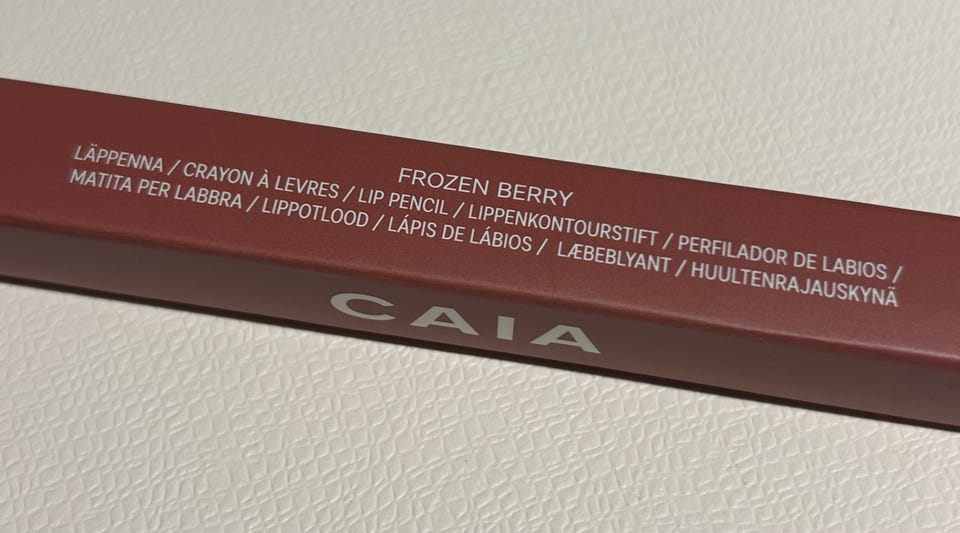 FROZEN BERRY
LÄPPENNA / CRAYON À LEVRES / LIP PENCIL / LIPPENKONTOURSTIFT / PERFILADOR DE LABIOS /
MATITA PER LABBRA / LIPPOTLOOD / LÁPIS DE LÁBIOS / LÆBEBLYANT / HUULTENRAJAUSKYNÄ
CAIA